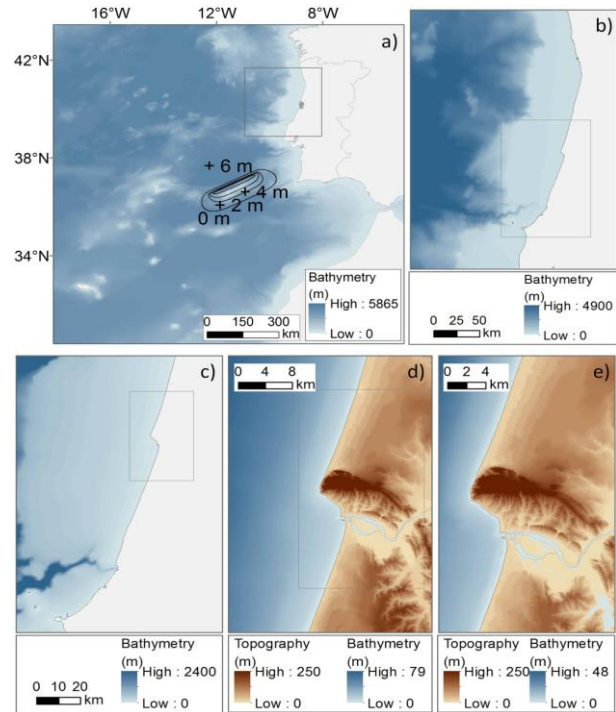 16°W
12°W
8°W
42°N
38°N
34°N
a)
+ 6 m
+ 4 m
+ 2 m
0 m
Bathymetry
(m)
High : 5865
Low : 0
0 150 300
km
b)
Bathymetry
(m)
High : 4900
Low : 0
0 25 50
km
c)
Bathymetry
(m)
High : 2400
Low : 0
0 10 20
km
d)
0 4 8
km
Topography
(m)
High : 250
Low : 0
Bathymetry
High : 79
Low : 0
e)
0 2 4
km
Topography
(m)
High : 250
Low : 0
Bathymetry
(m)
High : 48
Low : 0